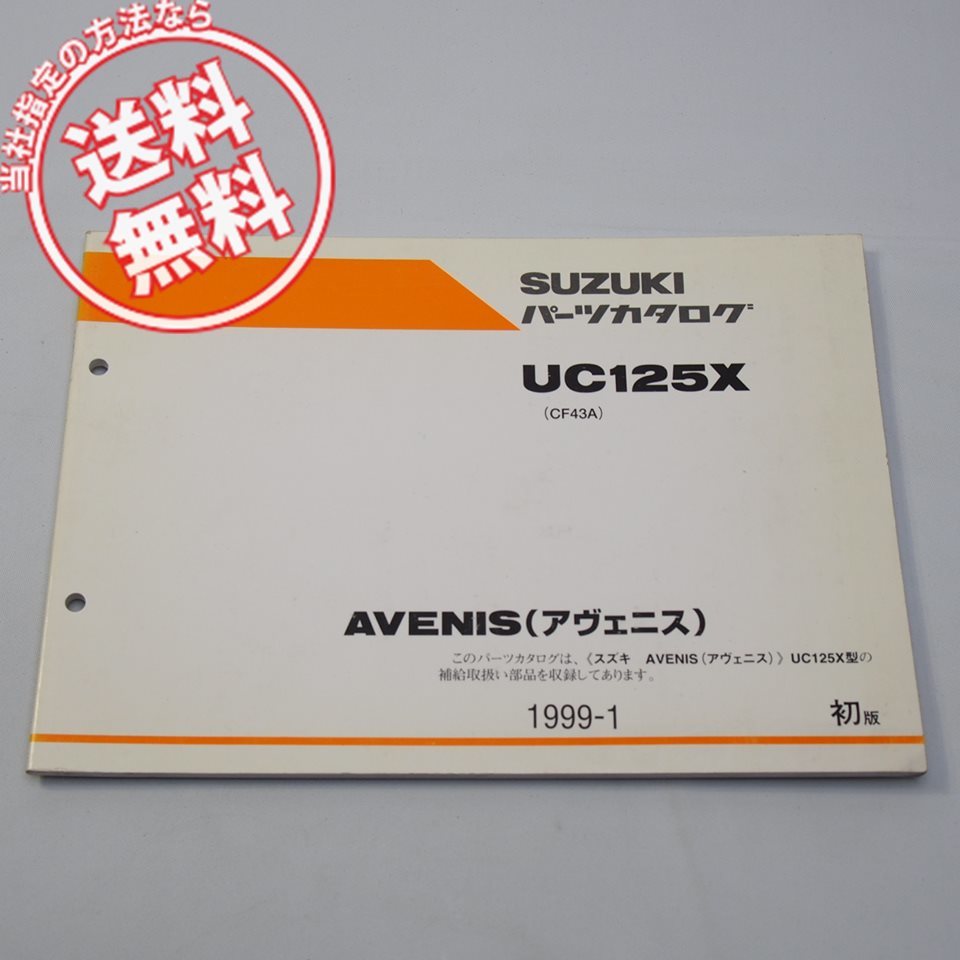 当社指定の方法なら
送料
無料
SUZUKI
パーツカタログ
UC125X
(CF43A)
AVENIS(アヴェニス)
このパーツカタログは、《スズキ AVENIS(アヴェニス)》UC125X型の
補給取扱い部品を収録してあります。
1999-1 初版